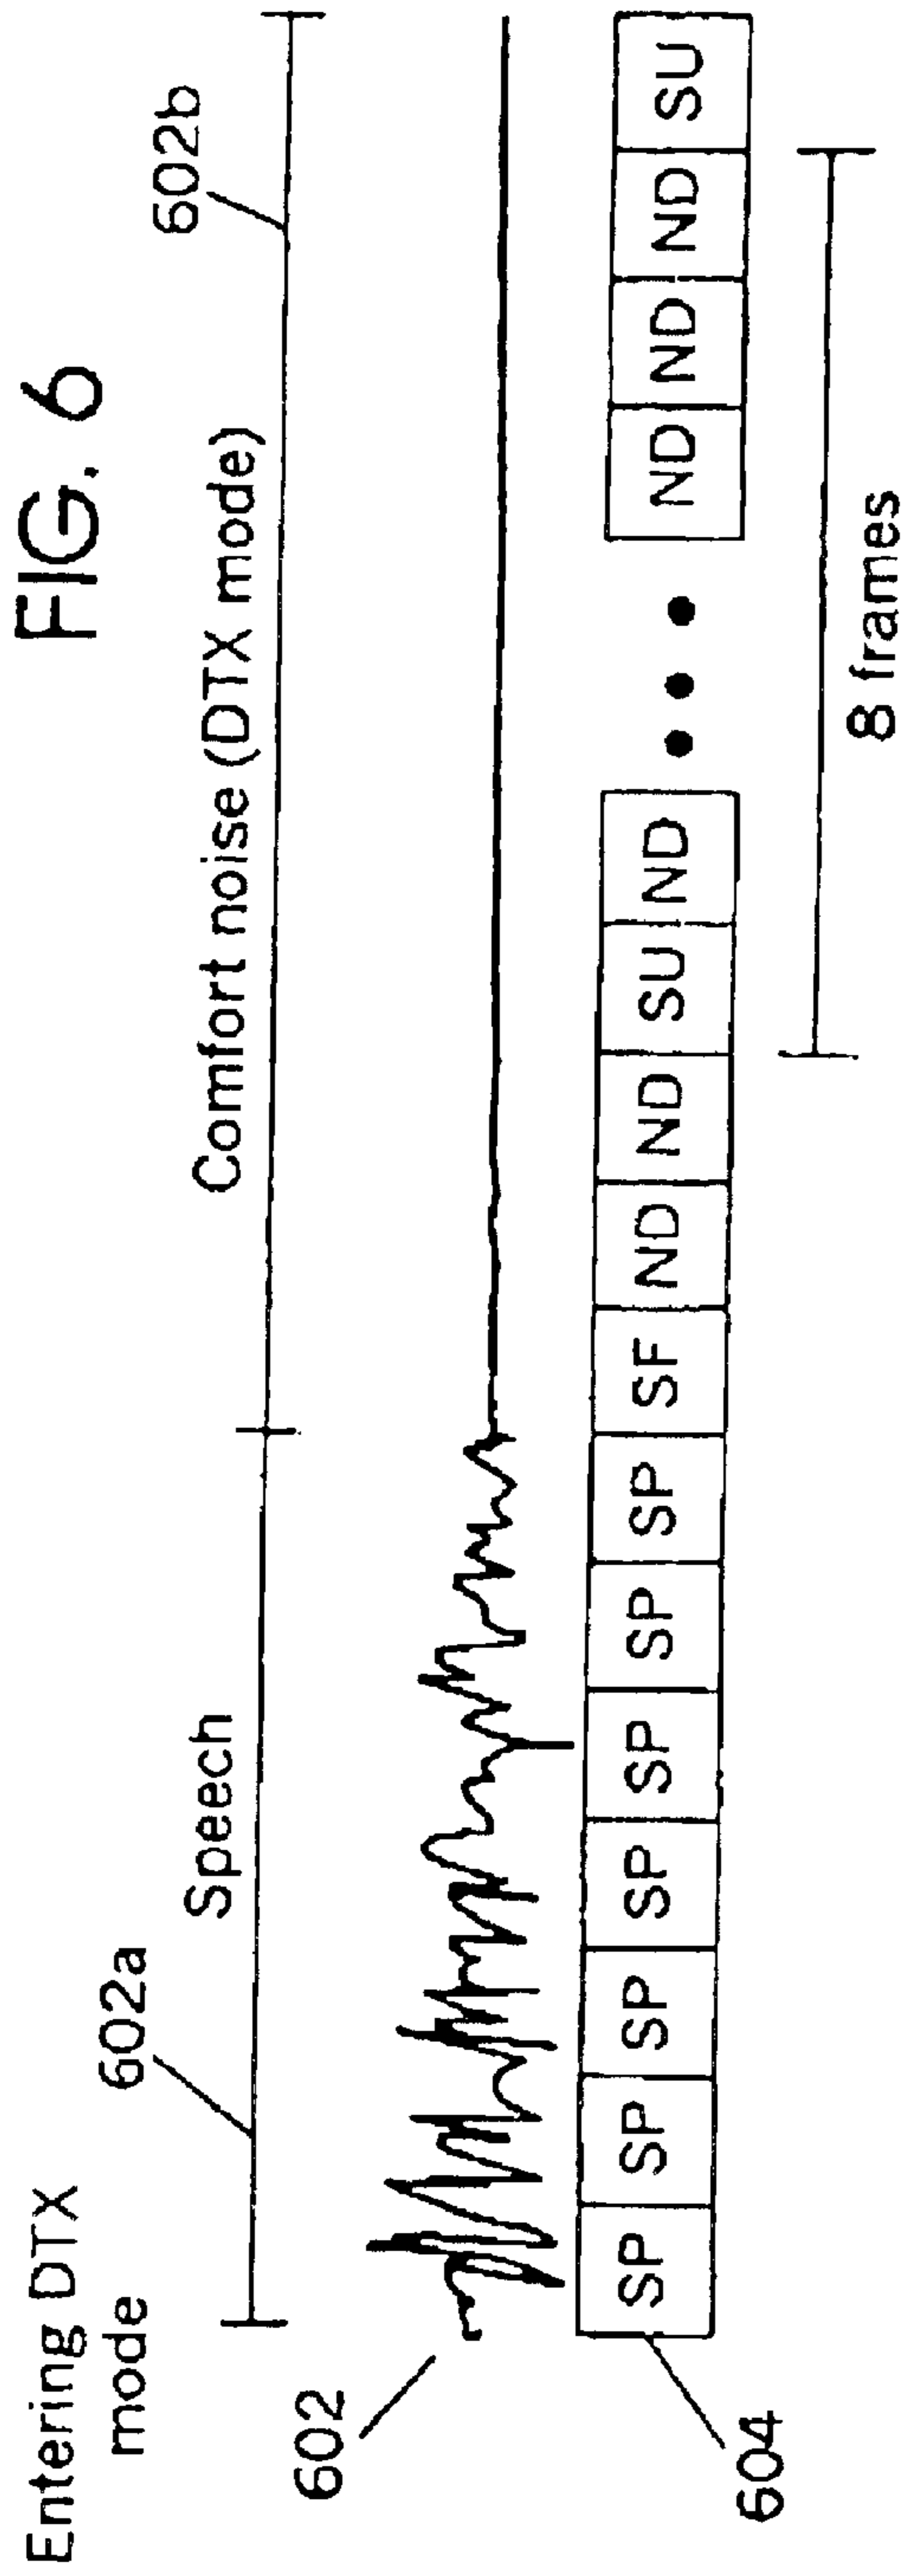 FIG. 6
Entering DTX
mode
602a
602b
Speech
Comfort noise (DTX mode)
602
604
SP SP SP SP SP SP SP SF ND ND SU ND ND ND ND SU
8 frames